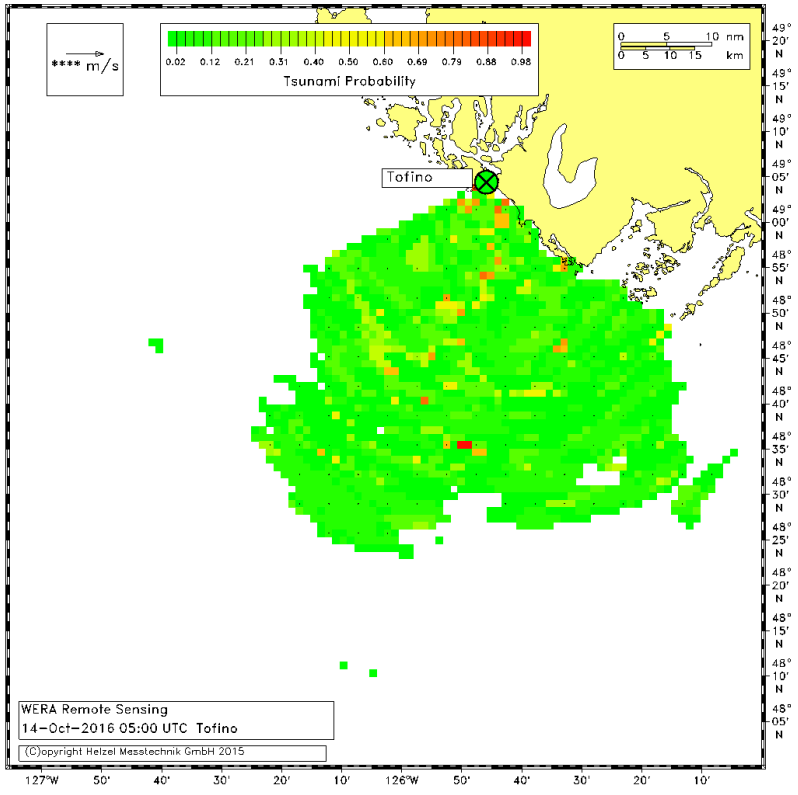 **** m/s
0.02 0.12 0.21 0.31 0.40 0.50 0.60 0.69 0.79 0.88 0.98
Tsunami Probability
0 5 10 nm
0 5 10 15 km
49° 20' N
49° 15' N
49° 10' N
49° 05' N
49° 00' N
48° 55' N
48° 50' N
48° 45' N
48° 40' N
48° 35' N
48° 30' N
48° 25' N
48° 20' N
48° 15' N
48° 10' N
48° 05' N
Tofino
WERA Remote Sensing
14-Oct-2016 05:00 UTC Tofino
(C)opyright Helzel Messtechnik GmbH 2015
127°W 50' 40' 30' 20' 10' 126°W 50' 40' 30' 20' 10'